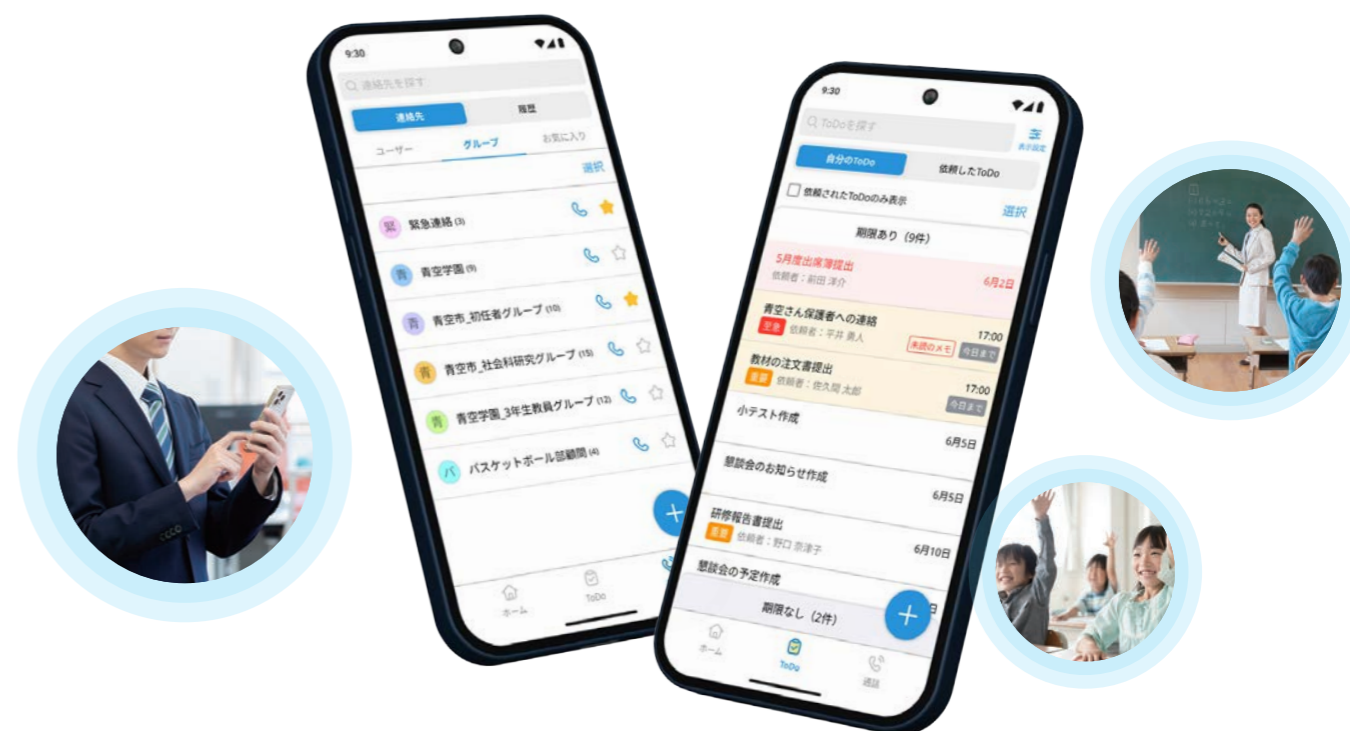 9:30
連絡先を探す
連絡先
履歴
ユーザー
グループ
お気に入り
選択
緊
緊急連絡 (3)
青
青空学園 (9)
青
青空市_初任者グループ (10)
青
青空市_社会科研究グループ (15)
青
青空学園_3年生教員グループ (12)
バ
バスケットボール部顧問 (4)
ホーム
ToDo
9:30
ToDoを探す
表示設定
自分のToDo
依頼したToDo
依頼されたToDoのみ表示
選択
期限あり（9件）
5月度出席簿提出
依頼者：前田 洋介
6月2日
青空さん保護者への連絡
17:00
至急 依頼者：平井 勇人
未読のメモ
今日まで
教材の注文書提出
17:00
重要 依頼者：佐久間 太郎
今日まで
小テスト作成
6月5日
懇談会のお知らせ作成
6月5日
研修報告書提出
6月10日
重要 依頼者：野口 奈津子
懇談会の予定作成
日
期限なし（2件）
ホーム
ToDo
通話